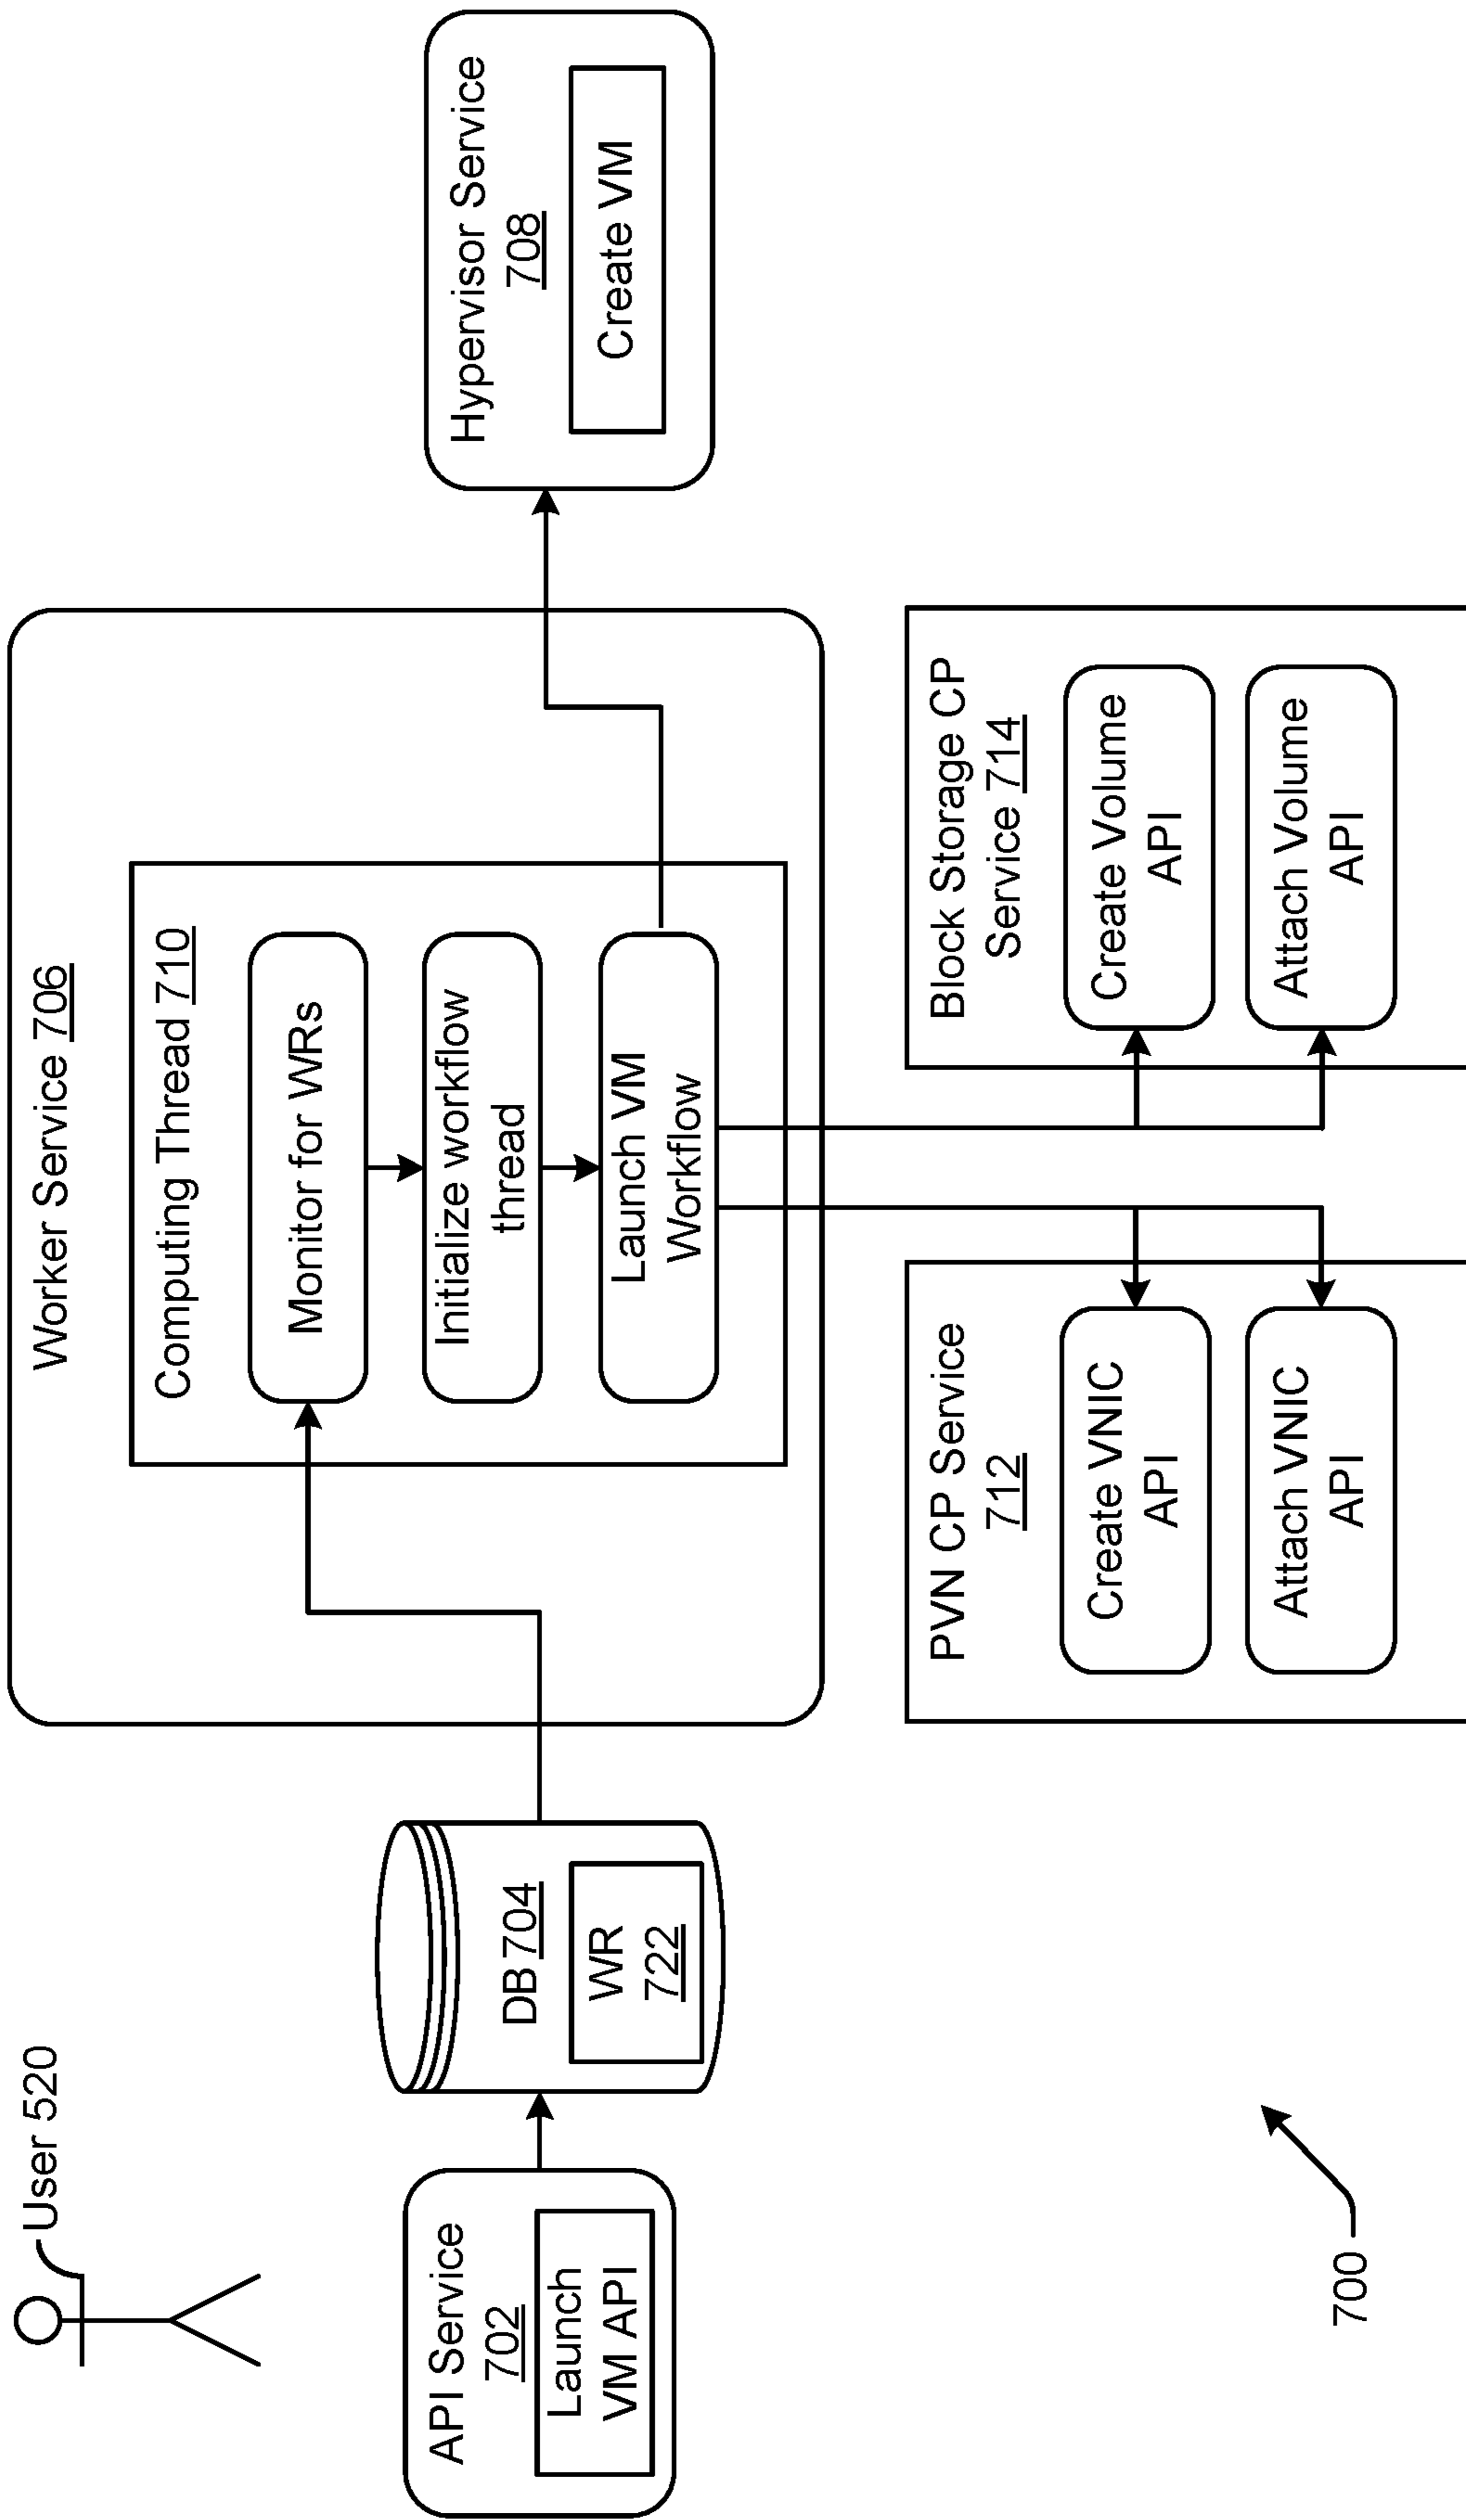 User 520
API Service
702
Launch
VM API
DB 704
WR
722
Worker Service 706
Computing Thread 710
Monitor for WRs
Initialize workflow
thread
Launch VM
Workflow
Hypervisor Service
708
Create VM
PVN CP Service
712
Create VNIC
API
Attach VNIC
API
Block Storage CP
Service 714
Create Volume
API
Attach Volume
API
700